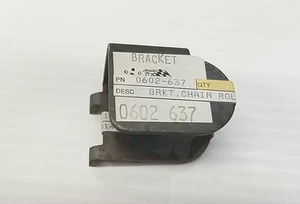 BRACKET
PN 0602-637 QTY
DESC BRKT, CHAIN ROL
0602 637